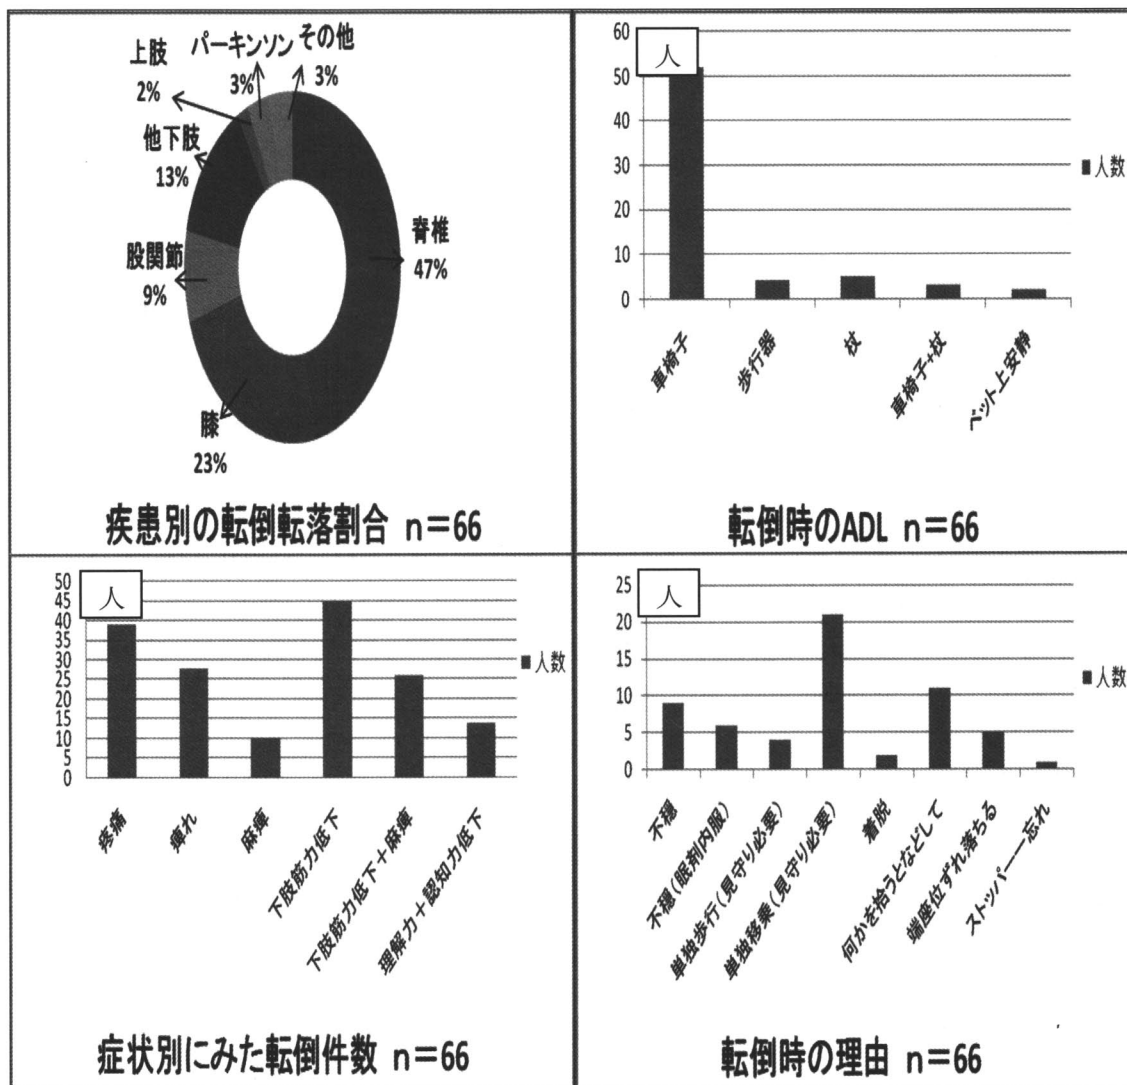 上肢
2%
パーキンソン
3%
その他
3%
他下肢
13%
股関節
9%
脊椎
47%
膝
23%
疾患別の転倒転落割合 n＝66
人
60
50
40
30
20
10
0
車椅子
歩行器
杖
車椅子+杖
ベット上安静
■人数
転倒時のADL n＝66
人
50
45
40
35
30
25
20
15
10
5
0
疼痛
痺れ
麻痺
下肢筋力低下
下肢筋力低下＋麻痺
理解力＋認知力低下
■人数
症状別にみた転倒件数 n＝66
人
25
20
15
10
5
0
不穏
不穏（眠剤内服）
単独歩行（見守り必要）
単独移乗（見守り必要）
着脱
何かを拾うとなどして
端座位ずれ落ちる
ストッパー一忘れ
■人数
転倒時の理由 n＝66